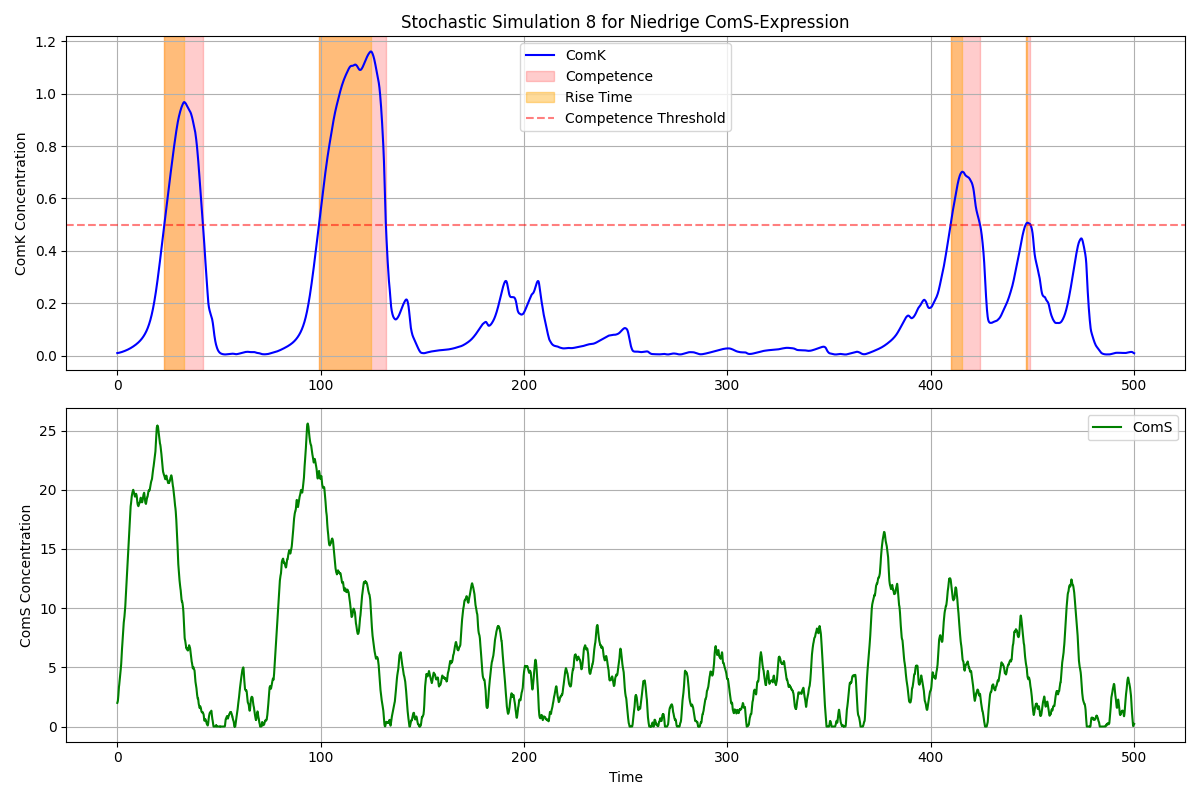 Stochastic Simulation 8 for Niedrige ComS-Expression
ComK Concentration
1.2
1.0
0.8
0.6
0.4
0.2
0.0
ComK
Competence
Rise Time
Competence Threshold
0 100 200 300 400 500
ComS Concentration
25
20
15
10
5
0
ComS
0 100 200 300 400 500
Time